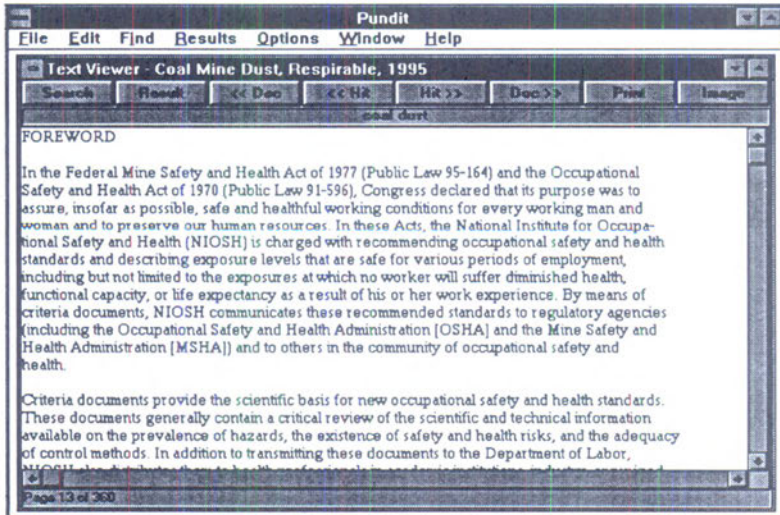 Pundit
File Edit Find Results Options Window Help
Text Viewer - Coal Mine Dust, Respirable, 1995
Search Result << Doc << Hit Hit >> Doc >> Print Image
coal dust
FOREWORD
In the Federal Mine Safety and Health Act of 1977 (Public Law 95-164) and the Occupational
Safety and Health Act of 1970 (Public Law 91-596), Congress declared that its purpose was to
assure, insofar as possible, safe and healthful working conditions for every working man and
woman and to preserve our human resources. In these Acts, the National Institute for Occupa-
tional Safety and Health (NIOSH) is charged with recommending occupational safety and health
standards and describing exposure levels that are safe for various periods of employment,
including but not limited to the exposures at which no worker will suffer diminished health,
functional capacity, or life expectancy as a result of his or her work experience. By means of
criteria documents, NIOSH communicates these recommended standards to regulatory agencies
(including the Occupational Safety and Health Administration [OSHA] and the Mine Safety and
Health Administration [MSHA]) and to others in the community of occupational safety and
health.
Criteria documents provide the scientific basis for new occupational safety and health standards.
These documents generally contain a critical review of the scientific and technical information
available on the prevalence of hazards, the existence of safety and health risks, and the adequacy
of control methods. In addition to transmitting these documents to the Department of Labor,
NIOSH also distributes them to health professionals in academic institutions, industry, organized
Page 13 of 360